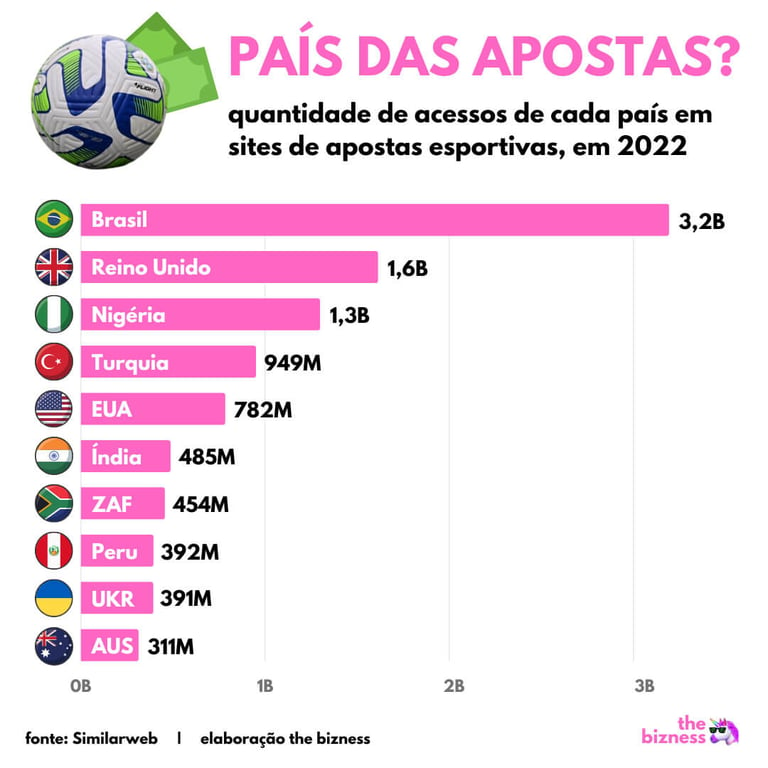 FLIGHT
PAÍS DAS APOSTAS?
quantidade de acessos de cada país em
sites de apostas esportivas, em 2022
Brasil 3,2B
Reino Unido 1,6B
Nigéria 1,3B
Turquia 949M
EUA 782M
Índia 485M
ZAF 454M
Peru 392M
UKR 391M
AUS 311M
0B 1B 2B 3B
fonte: Similarweb | elaboração the bizness
the
bizness